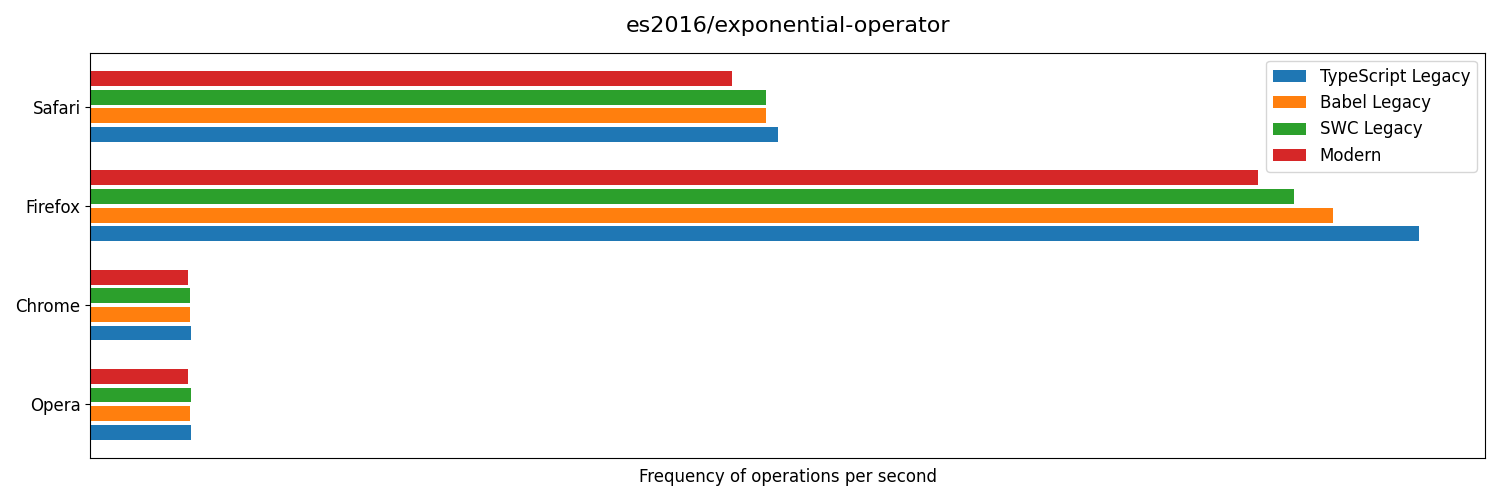 es2016/exponential-operator
TypeScript Legacy
Babel Legacy
SWC Legacy
Modern
Safari
Firefox
Chrome
Opera
Frequency of operations per second